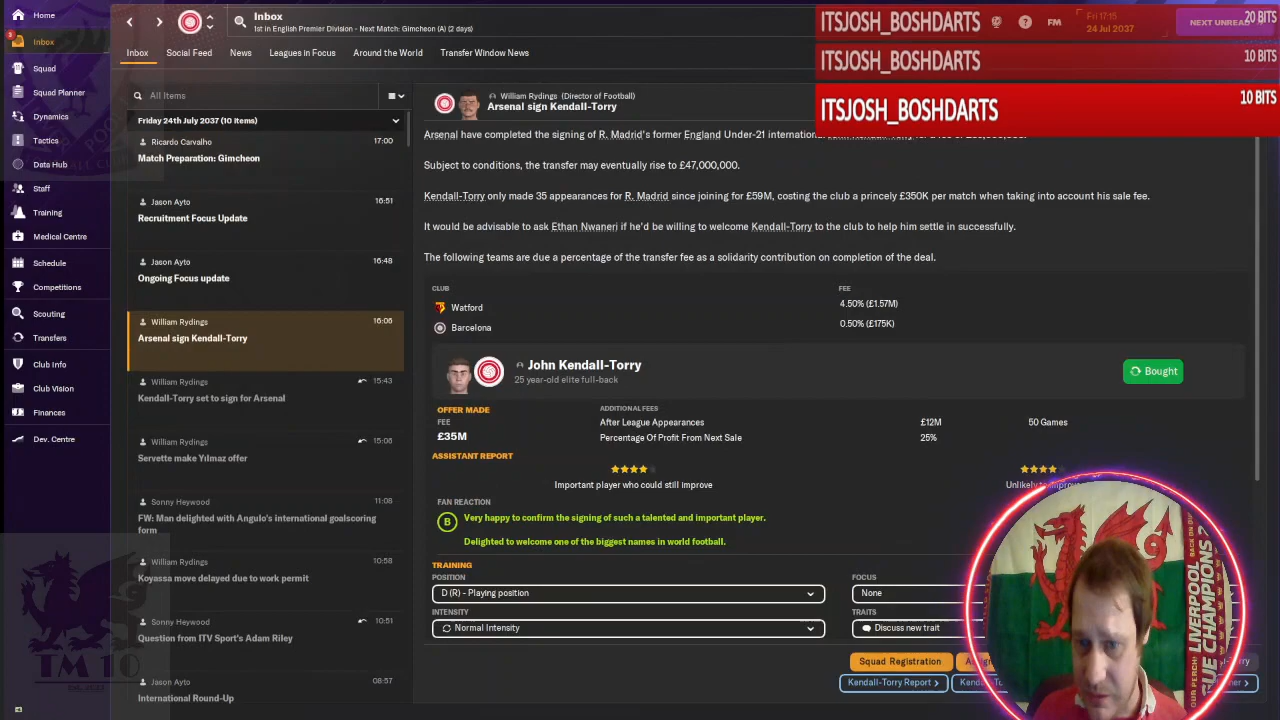 Home
Inbox
1st in English Premier Division - Next Match: Gimcheon (A) (2 days)
ITSJOSH_BOSHDARTS
20 BITS
FM
Fri 17:15
24 Jul 2037
NEXT UNREAD
3
Inbox
Inbox
Social Feed
News
Leagues in Focus
Around the World
Transfer Window News
ITSJOSH_BOSHDARTS
10 BITS
ITSJOSH_BOSHDARTS
10 BITS
Squad
Squad Planner
Dynamics
Tactics
Data Hub
Staff
Training
Medical Centre
Schedule
Competitions
Scouting
Transfers
Club Info
Club Vision
Finances
Dev. Centre
All Items
Friday 24th July 2037 (10 items)
Ricardo Carvalho
17:00
Match Preparation: Gimcheon
Jason Ayto
16:51
Recruitment Focus Update
Jason Ayto
16:48
Ongoing Focus update
William Rydings
16:06
Arsenal sign Kendall-Torry
William Rydings
15:43
Kendall-Torry set to sign for Arsenal
William Rydings
15:06
Servette make Yılmaz offer
Sonny Heywood
11:08
FW: Man delighted with Angulo's international goalscoring
form
William Rydings
10:58
Koyassa move delayed due to work permit
Sonny Heywood
10:51
Question from ITV Sport's Adam Riley
Jason Ayto
08:57
International Round-Up
TM 10
William Rydings (Director of Football)
Arsenal sign Kendall-Torry
Arsenal have completed the signing of R. Madrid's former England Under-21
Subject to conditions, the transfer may eventually rise to £47,000,000.
Kendall-Torry only made 35 appearances for R. Madrid since joining for £59M, costing the club a princely £350K per match when taking into account his sale fee.
It would be advisable to ask Ethan Nwaneri if he'd be willing to welcome Kendall-Torry to the club to help him settle in successfully.
The following teams are due a percentage of the transfer fee as a solidarity contribution on completion of the deal.
CLUB
FEE
Watford
4.50% (£1.57M)
Barcelona
0.50% (£175K)
John Kendall-Torry
25 year-old elite full-back
Bought
OFFER MADE
FEE
£35M
ADDITIONAL FEES
After League Appearances
£12M
50 Games
Percentage Of Profit From Next Sale
25%
ASSISTANT REPORT
Important player who could still improve
Unlikely to improve
FAN REACTION
B
Very happy to confirm the signing of such a talented and important player.
Delighted to welcome one of the biggest names in world football.
TRAINING
POSITION
D (R) - Playing position
FOCUS
None
INTENSITY
Normal Intensity
TRAITS
Discuss new trait
Squad Registration
Kendall-Torry Report
LIVERPOOL